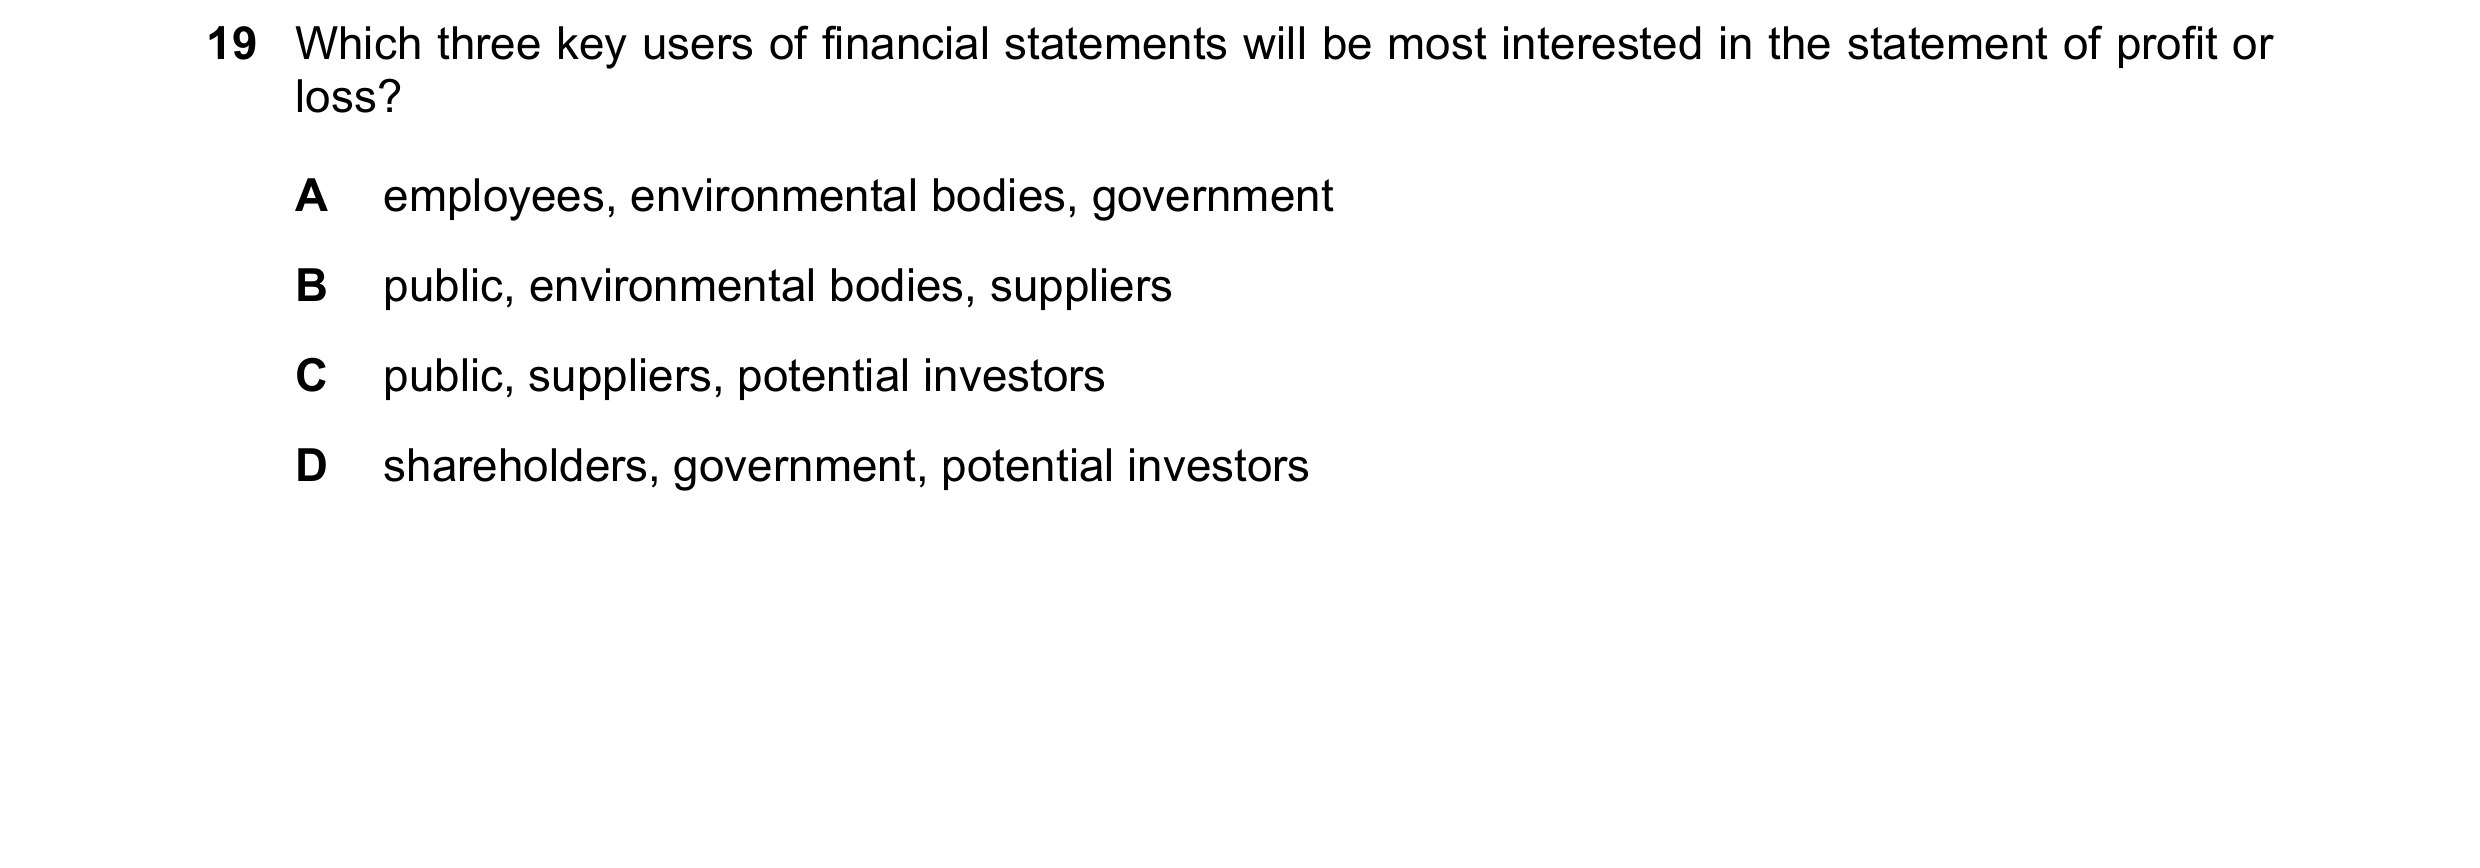 19 Which three key users of financial statements will be most interested in the statement of profit or
loss?
A employees, environmental bodies, government
B public, environmental bodies, suppliers
C public, suppliers, potential investors
D shareholders, government, potential investors